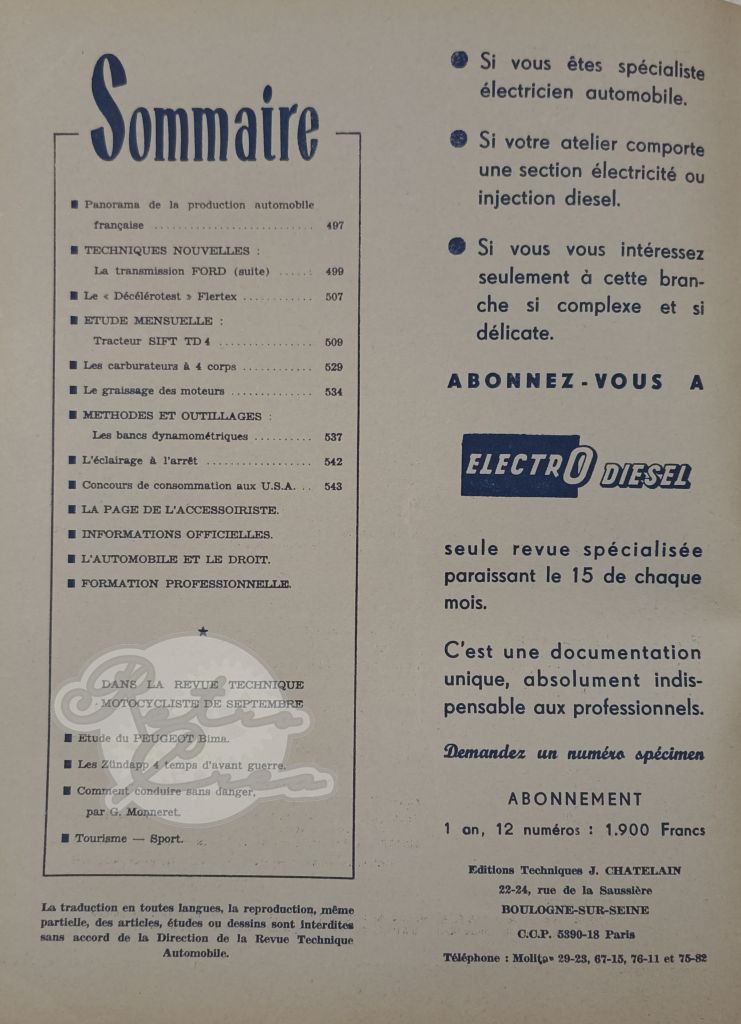 Sommaire
■ Panorama de la production automobile
française .......................... 497
■ TECHNIQUES NOUVELLES :
La transmission FORD (suite) ..... 499
■ Le « Décélérotest » Flertex ............ 507
■ ETUDE MENSUELLE :
Tracteur SIFT TD 4 ................ 509
■ Les carburateurs à 4 corps ............. 529
■ Le graissage des moteurs .............. 534
■ METHODES ET OUTILLAGES :
Les bancs dynamométriques .......... 537
■ L'éclairage à l'arrêt .................. 542
■ Concours de consommation aux U.S.A. .. 543
■ LA PAGE DE L'ACCESSOIRISTE.
■ INFORMATIONS OFFICIELLES.
■ L'AUTOMOBILE ET LE DROIT.
■ FORMATION PROFESSIONNELLE.
★
DANS LA REVUE TECHNIQUE
MOTOCYCLISTE DE SEPTEMBRE
■ Etude du PEUGEOT Bima.
■ Les Zündapp 4 temps d'avant guerre.
■ Comment conduire sans danger,
par G. Monneret.
■ Tourisme — Sport.
La traduction en toutes langues, la reproduction, même
partielle, des articles, études ou dessins sont interdites
sans accord de la Direction de la Revue Technique
Automobile.
● Si vous êtes spécialiste
électricien automobile.
● Si votre atelier comporte
une section électricité ou
injection diesel.
● Si vous vous intéressez
seulement à cette bran-
che si complexe et si
délicate.
ABONNEZ-VOUS A
ELECTRO DIESEL
seule revue spécialisée
paraissant le 15 de chaque
mois.
C'est une documentation
unique, absolument indis-
pensable aux professionnels.
Demandez un numéro spécimen
ABONNEMENT
1 an, 12 numéros : 1.900 Francs
Editions Techniques J. CHATELAIN
22-24, rue de la Saussière
BOULOGNE-SUR-SEINE
C.C.P. 5390-18 Paris
Téléphone : Molitor 29-23, 67-15, 76-11 et 75-82
Retro